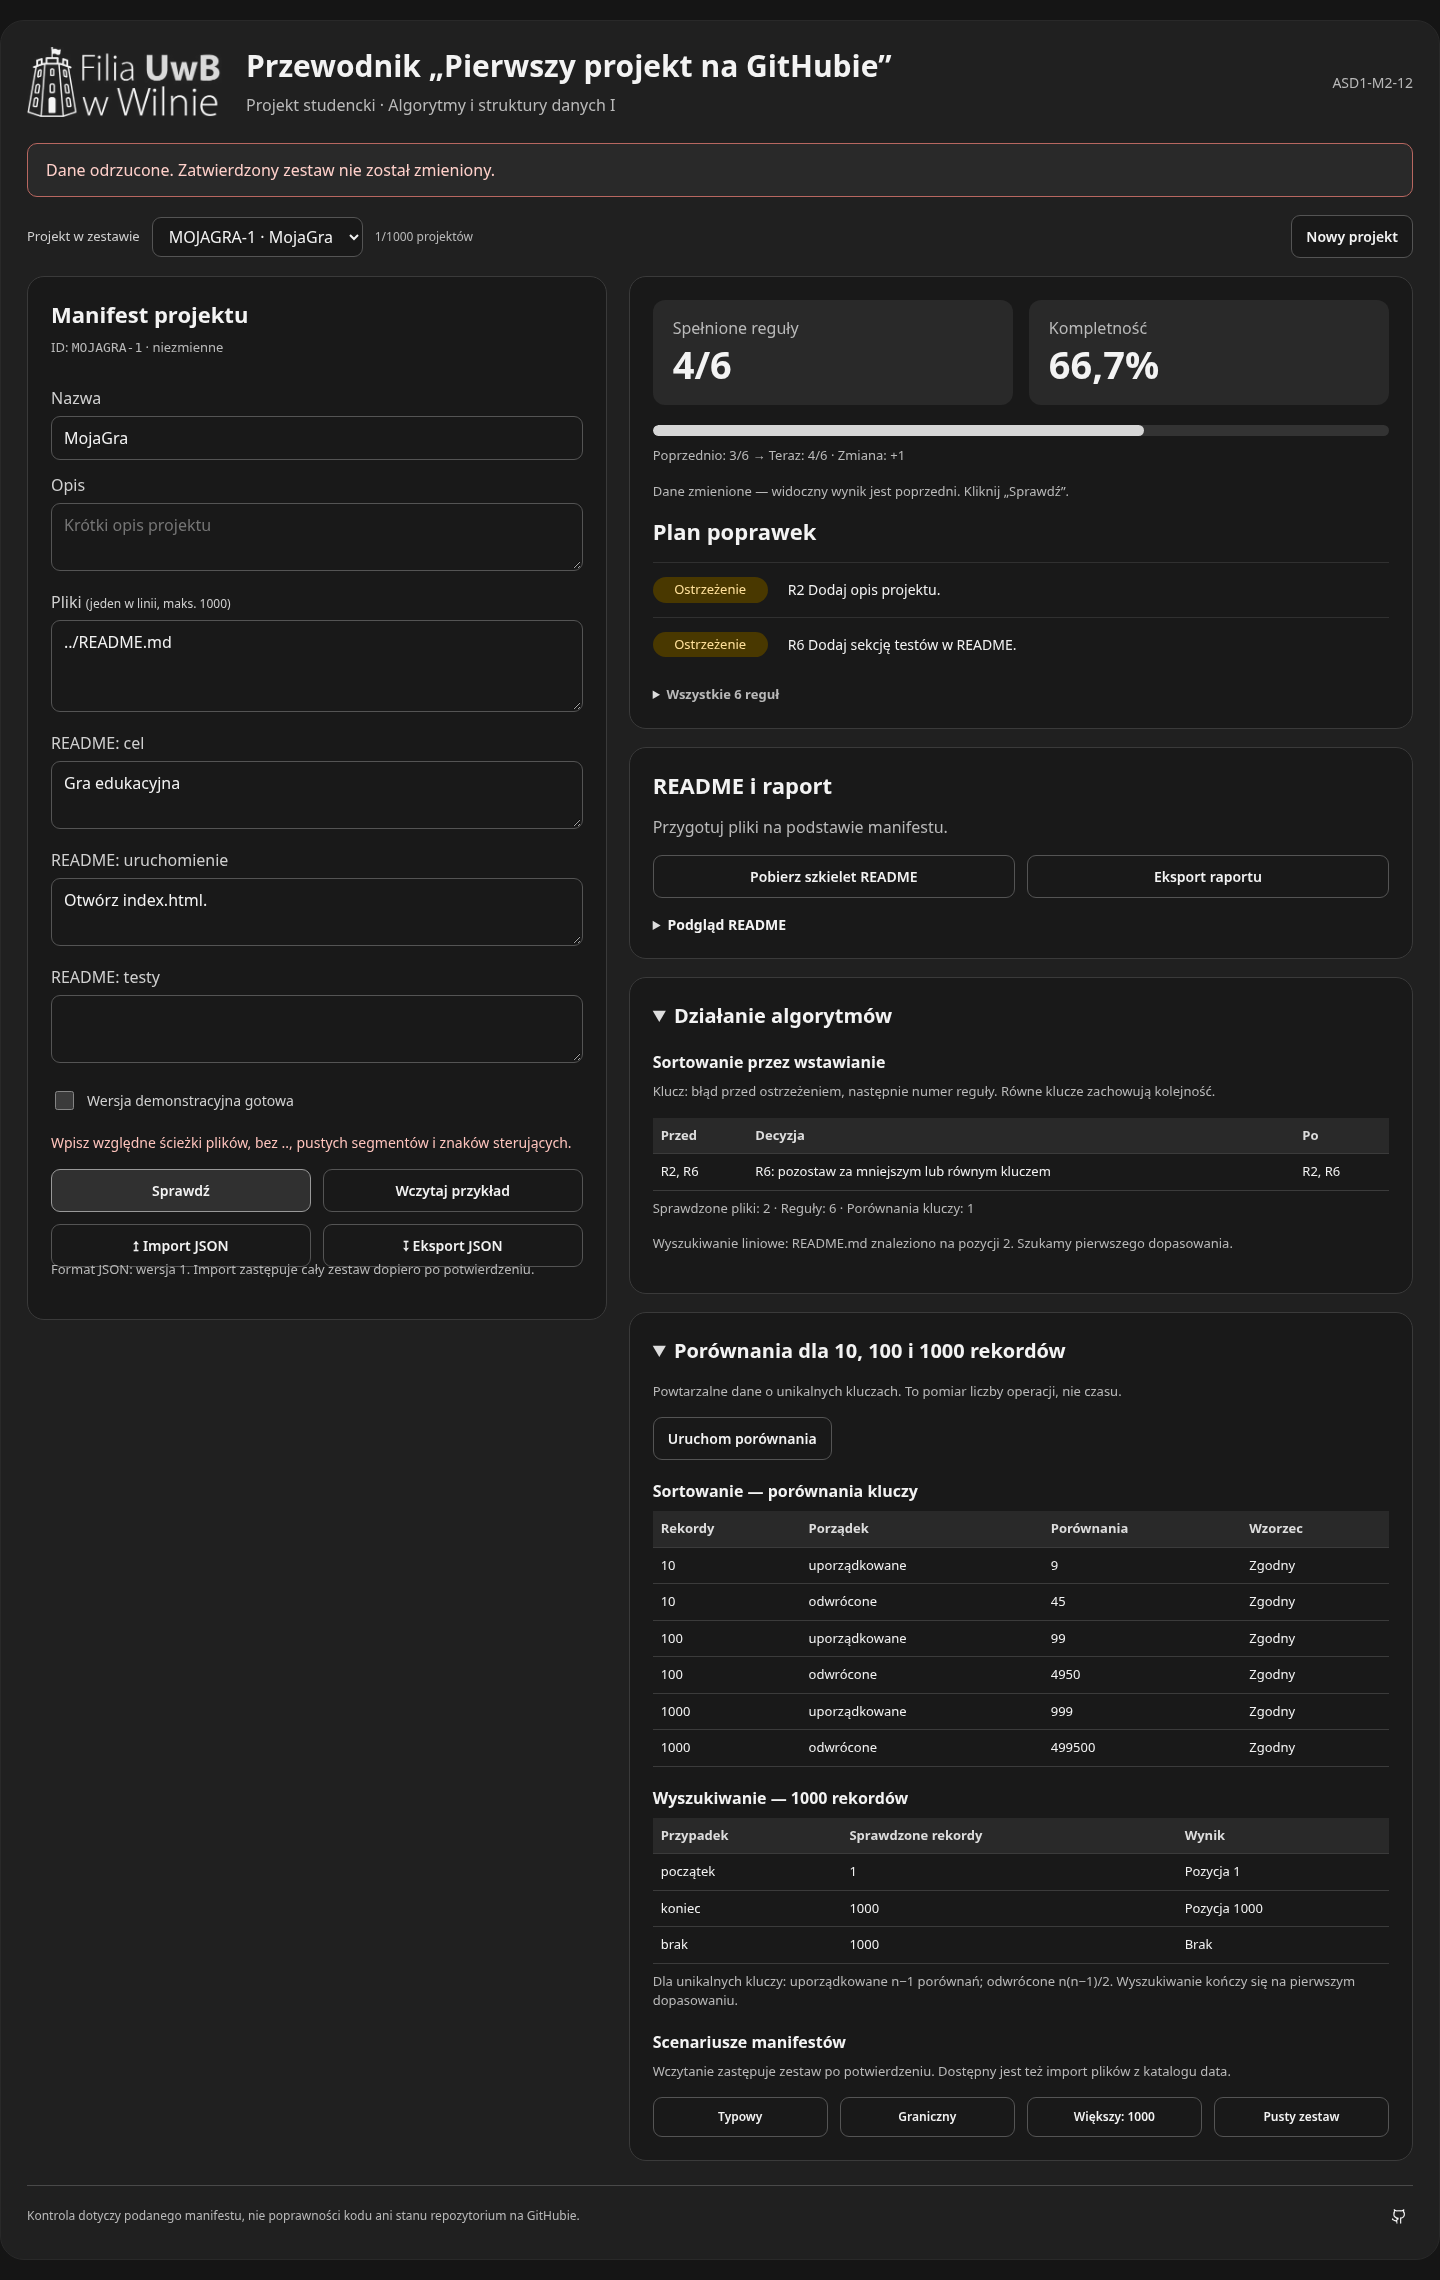 Filia UwB
w Wilnie
Przewodnik „Pierwszy projekt na GitHubie”
Projekt studencki · Algorytmy i struktury danych I
ASD1-M2-12
Dane odrzucone. Zatwierdzony zestaw nie został zmieniony.
Projekt w zestawie
MOJAGRA-1 · MojaGra
1/1000 projektów
Nowy projekt
Manifest projektu
ID: MOJAGRA-1 · niezmienne
Nazwa
MojaGra
Opis
Krótki opis projektu
Pliki (jeden w linii, maks. 1000)
../README.md
README: cel
Gra edukacyjna
README: uruchomienie
Otwórz index.html.
README: testy
Wersja demonstracyjna gotowa
Wpisz względne ścieżki plików, bez .., pustych segmentów i znaków sterujących.
Sprawdź
Wczytaj przykład
↥ Import JSON
↧ Eksport JSON
Format JSON: wersja 1. Import zastępuje cały zestaw dopiero po potwierdzeniu.
Spełnione reguły
4/6
Kompletność
66,7%
Poprzednio: 3/6 → Teraz: 4/6 · Zmiana: +1
Dane zmienione — widoczny wynik jest poprzedni. Kliknij „Sprawdź”.
Plan poprawek
Ostrzeżenie R2 Dodaj opis projektu.
Ostrzeżenie R6 Dodaj sekcję testów w README.
▶ Wszystkie 6 reguł
README i raport
Przygotuj pliki na podstawie manifestu.
Pobierz szkielet README
Eksport raportu
▶ Podgląd README
▼ Działanie algorytmów
Sortowanie przez wstawianie
Klucz: błąd przed ostrzeżeniem, następnie numer reguły. Równe klucze zachowują kolejność.
Przed Decyzja Po
R2, R6 R6: pozostaw za mniejszym lub równym kluczem R2, R6
Sprawdzone pliki: 2 · Reguły: 6 · Porównania kluczy: 1
Wyszukiwanie liniowe: README.md znaleziono na pozycji 2. Szukamy pierwszego dopasowania.
▼ Porównania dla 10, 100 i 1000 rekordów
Powtarzalne dane o unikalnych kluczach. To pomiar liczby operacji, nie czasu.
Uruchom porównania
Sortowanie — porównania kluczy
Rekordy Porządek Porównania Wzorzec
10 uporządkowane 9 Zgodny
10 odwrócone 45 Zgodny
100 uporządkowane 99 Zgodny
100 odwrócone 4950 Zgodny
1000 uporządkowane 999 Zgodny
1000 odwrócone 499500 Zgodny
Wyszukiwanie — 1000 rekordów
Przypadek Sprawdzone rekordy Wynik
początek 1 Pozycja 1
koniec 1000 Pozycja 1000
brak 1000 Brak
Dla unikalnych kluczy: uporządkowane n−1 porównań; odwrócone n(n−1)/2. Wyszukiwanie kończy się na pierwszym
dopasowaniu.
Scenariusze manifestów
Wczytanie zastępuje zestaw po potwierdzeniu. Dostępny jest też import plików z katalogu data.
Typowy
Graniczny
Większy: 1000
Pusty zestaw
Kontrola dotyczy podanego manifestu, nie poprawności kodu ani stanu repozytorium na GitHubie.